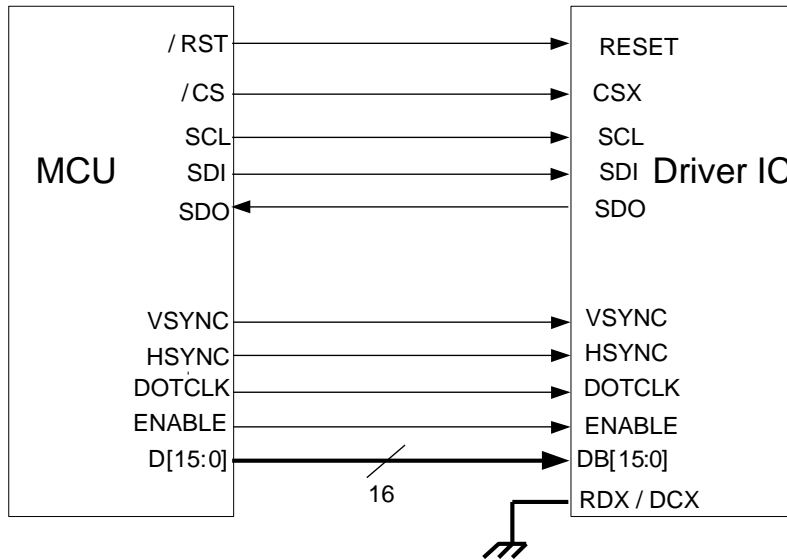 / RST RESET
/ CS CSX
SCL SCL
MCU SDI SDI Driver IC
SDO SDO
VSYNC VSYNC
HSYNC HSYNC
DOTCLK DOTCLK
ENABLE ENABLE
D[15:0] DB[15:0]
16
RDX / DCX